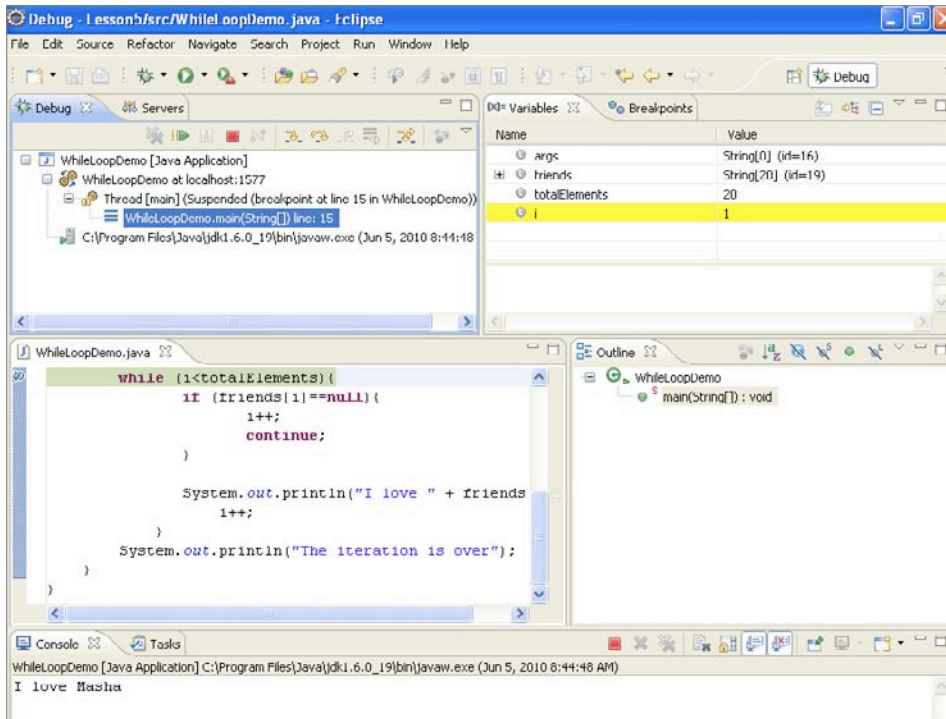 Debug - Lesson5/src/WhileLoopDemo.java - Eclipse
File Edit Source Refactor Navigate Search Project Run Window Help
Debug
Debug Servers
WhileLoopDemo [Java Application]
WhileLoopDemo at localhost:1577
Thread [main] (Suspended (breakpoint at line 15 in WhileLoopDemo))
WhileLoopDemo.main(String[]) line: 15
C:\Program Files\Java\jdk1.6.0_19\bin\javaw.exe (Jun 5, 2010 8:44:48
(x)= Variables Breakpoints
Name Value
args String[0] (id=16)
friends String[20] (id=19)
totalElements 20
i 1
WhileLoopDemo.java
while (i<totalElements){
if (friends[i]==null){
i++;
continue;
}
System.out.println("I love " + friends
i++;
}
System.out.println("The iteration is over");
}
}
Outline
WhileLoopDemo
main(String[]) : void
Console Tasks
WhileLoopDemo [Java Application] C:\Program Files\Java\jdk1.6.0_19\bin\javaw.exe (Jun 5, 2010 8:44:48 AM)
I love Masha